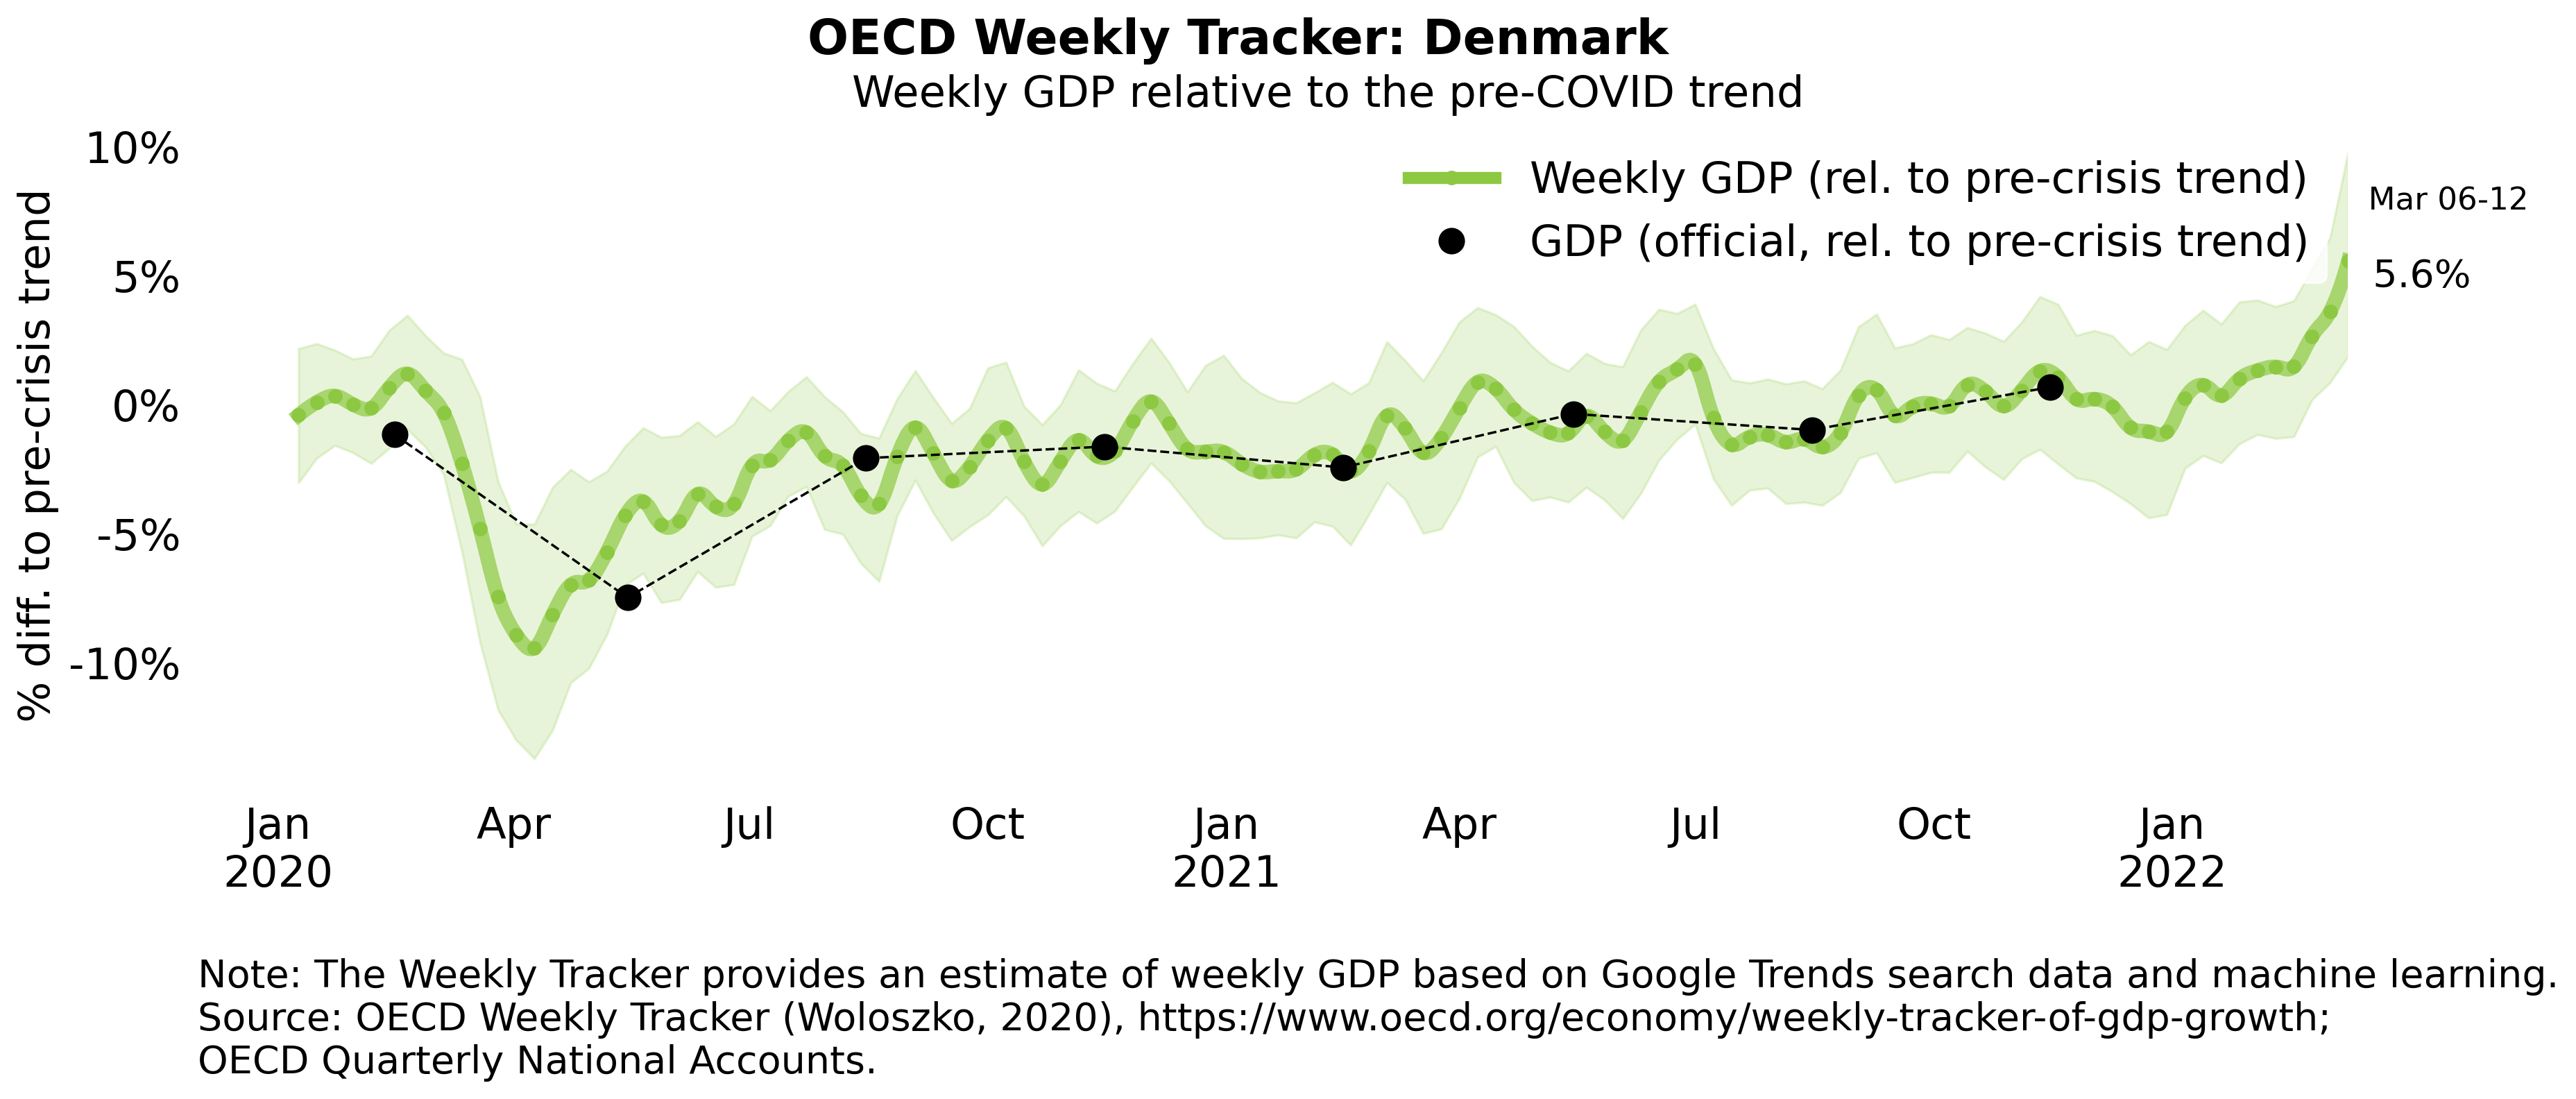 OECD Weekly Tracker: Denmark
Weekly GDP relative to the pre-COVID trend
% diff. to pre-crisis trend
10%
5%
0%
-5%
-10%
Weekly GDP (rel. to pre-crisis trend)
GDP (official, rel. to pre-crisis trend)
Mar 06-12
5.6%
Jan Apr Jul Oct Jan Apr Jul Oct Jan
2020 2021 2022
Note: The Weekly Tracker provides an estimate of weekly GDP based on Google Trends search data and machine learning.
Source: OECD Weekly Tracker (Woloszko, 2020), https://www.oecd.org/economy/weekly-tracker-of-gdp-growth;
OECD Quarterly National Accounts.